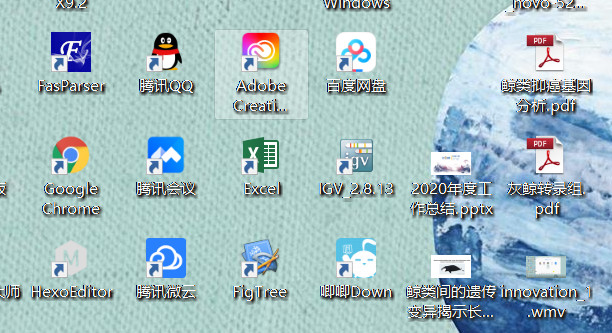 X9.2
Windows
_novo-52...
FasParser
腾讯QQ
Adobe
Creati...
百度网盘
PDF
鲸类抑癌基因
分析.pdf
Google
Chrome
腾讯会议
Excel
igv
IGV_2.8.13
2020年度工
作总结.pptx
PDF
灰鲸转录组.
pdf
HexoEditor
腾讯微云
FigTree
唧唧Down
鲸类间的遗传
变异揭示长...
innovation_1
.wmv